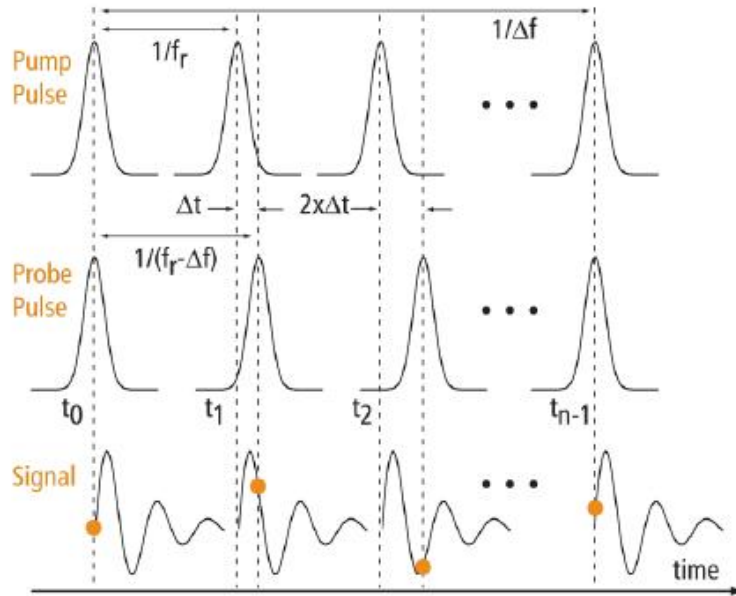 1/fᵣ
1/Δf
Pump
Pulse
Δt
2xΔt
1/(fᵣ-Δf)
Probe
Pulse
t₀
t₁
t₂
tₙ₋₁
Signal
time